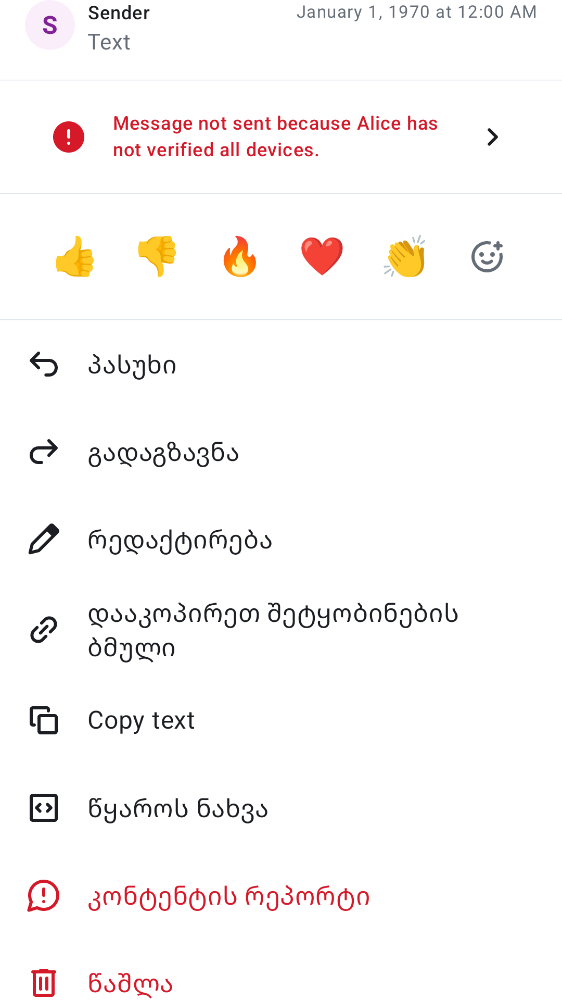 S
Sender
January 1, 1970 at 12:00 AM
Text
Message not sent because Alice has
not verified all devices.
პასუხი
გადაგზავნა
რედაქტირება
დააკოპირეთ შეტყობინების
ბმული
Copy text
წყაროს ნახვა
კონტენტის რეპორტი
წაშლა